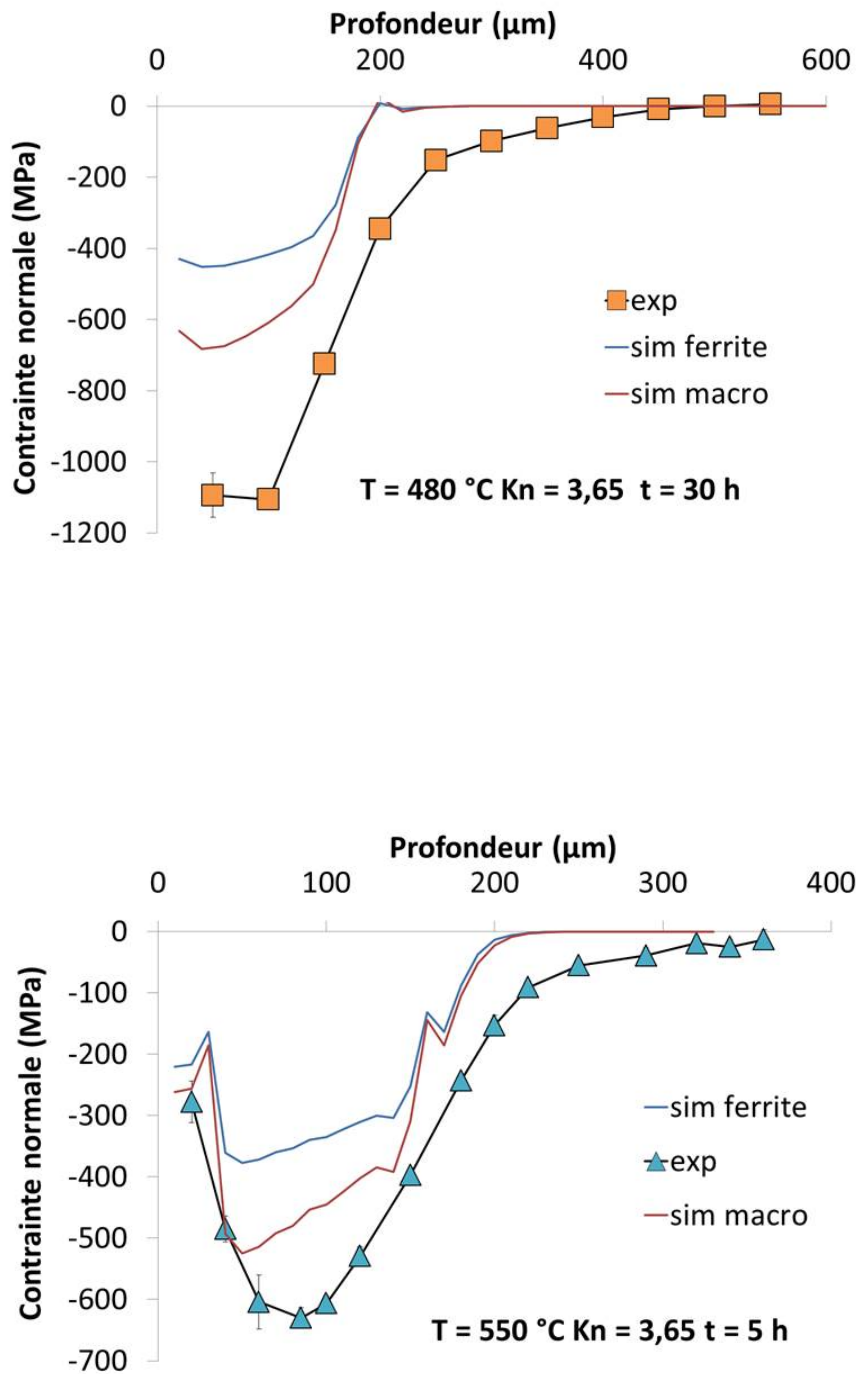 Profondeur (µm)
0 200 400 600
0
-200
-400
-600
-800
-1000
-1200
Contrainte normale (MPa)
exp
sim ferrite
sim macro
T = 480 °C Kn = 3,65 t = 30 h
Profondeur (µm)
0 100 200 300 400
0
-100
-200
-300
-400
-500
-600
-700
Contrainte normale (MPa)
sim ferrite
exp
sim macro
T = 550 °C Kn = 3,65 t = 5 h